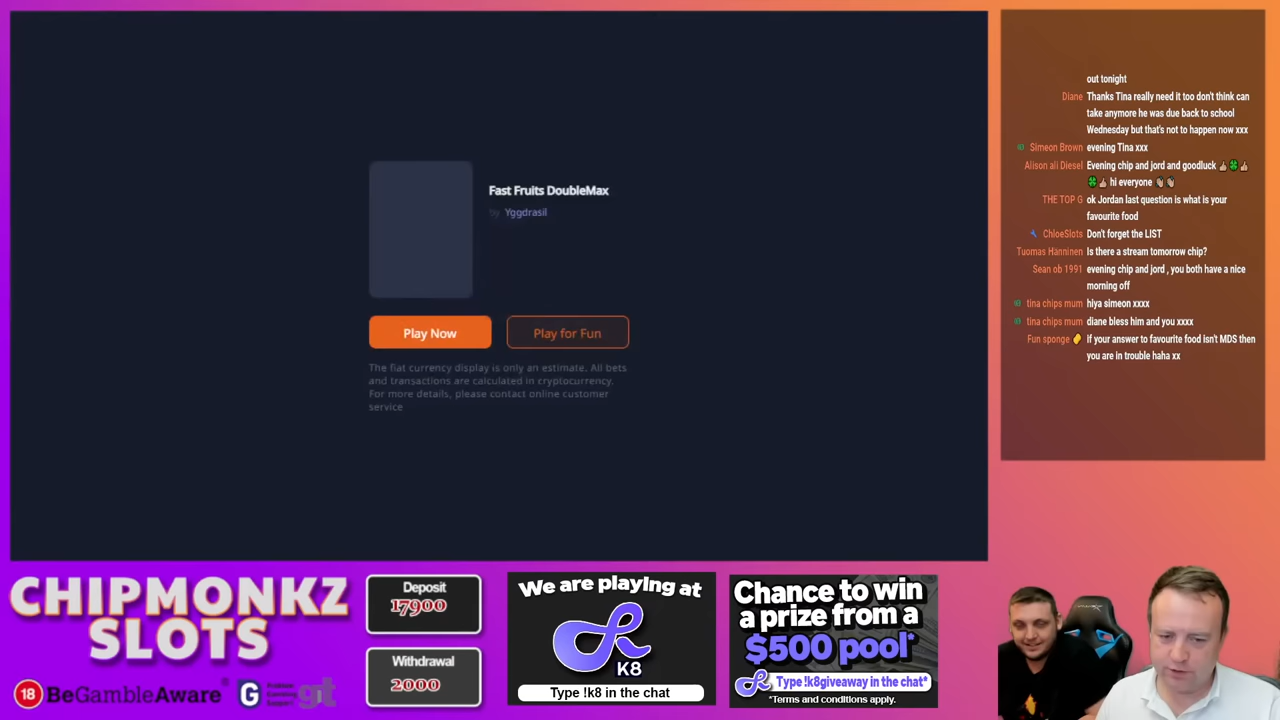 Fast Fruits DoubleMax
by Yggdrasil
Play Now
Play for Fun
The fiat currency display is only an estimate. All bets
and transactions are calculated in cryptocurrency.
For more details, please contact online customer
service
out tonight
Diane Thanks Tina really need it too don't think can
take anymore he was due back to school
Wednesday but that's not to happen now xxx
Simeon Brown evening Tina xxx
Alison ali Diesel Evening chip and jord and goodluck
hi everyone
THE TOP G ok Jordan last question is what is your
favourite food
ChloeSlots Don't forget the LIST
Tuomas Hänninen Is there a stream tomorrow chip?
Sean ob 1991 evening chip and jord , you both have a nice
morning off
tina chips mum hiya simeon xxxx
tina chips mum diane bless him and you xxxx
Fun sponge If your answer to favourite food isn't MDS then
you are in trouble haha xx
CHIPMONKZ
SLOTS
18 BeGambleAware®
Deposit
17900
Withdrawal
2000
We are playing at
K8
Type !k8 in the chat
Chance to win
a prize from a
$500 pool*
Type !k8giveaway in the chat*
*Terms and conditions apply.